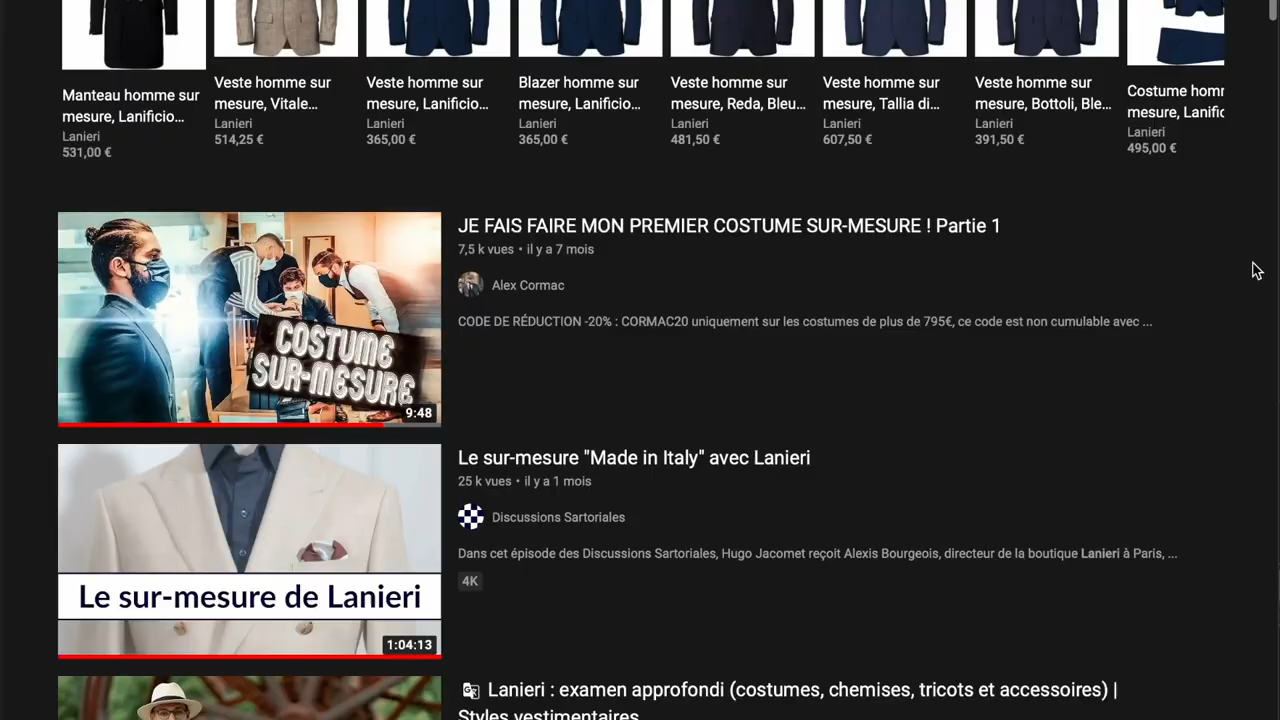 Manteau homme sur
mesure, Lanificio...
Lanieri
531,00 €
Veste homme sur
mesure, Vitale...
Lanieri
514,25 €
Veste homme sur
mesure, Lanificio...
Lanieri
365,00 €
Blazer homme sur
mesure, Lanificio...
Lanieri
365,00 €
Veste homme sur
mesure, Reda, Bleu...
Lanieri
481,50 €
Veste homme sur
mesure, Tallia di...
Lanieri
607,50 €
Veste homme sur
mesure, Bottoli, Ble...
Lanieri
391,50 €
Costume hom
mesure, Lanific
Lanieri
495,00 €
COSTUME
SUR-MESURE
9:48
JE FAIS FAIRE MON PREMIER COSTUME SUR-MESURE ! Partie 1
7,5 k vues • il y a 7 mois
Alex Cormac
CODE DE RÉDUCTION -20% : CORMAC20 uniquement sur les costumes de plus de 795€, ce code est non cumulable avec ...
Le sur-mesure de Lanieri
1:04:13
Le sur-mesure "Made in Italy" avec Lanieri
25 k vues • il y a 1 mois
Discussions Sartoriales
Dans cet épisode des Discussions Sartoriales, Hugo Jacomet reçoit Alexis Bourgeois, directeur de la boutique Lanieri à Paris, ...
4K
Lanieri : examen approfondi (costumes, chemises, tricots et accessoires) |
Styles vestimentaires